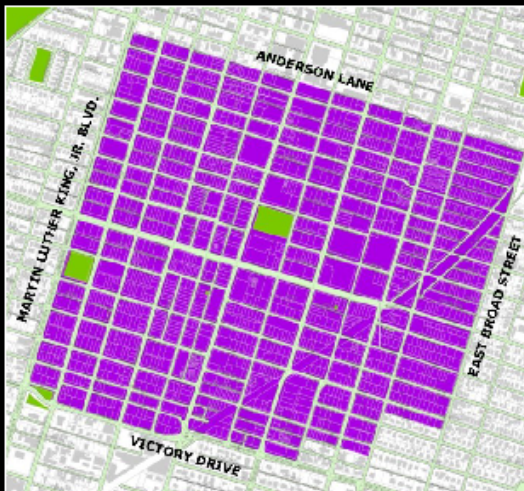 ANDERSON LANE
MARTIN LUTHER KING, JR. BLVD.
EAST BROAD STREET
VICTORY DRIVE